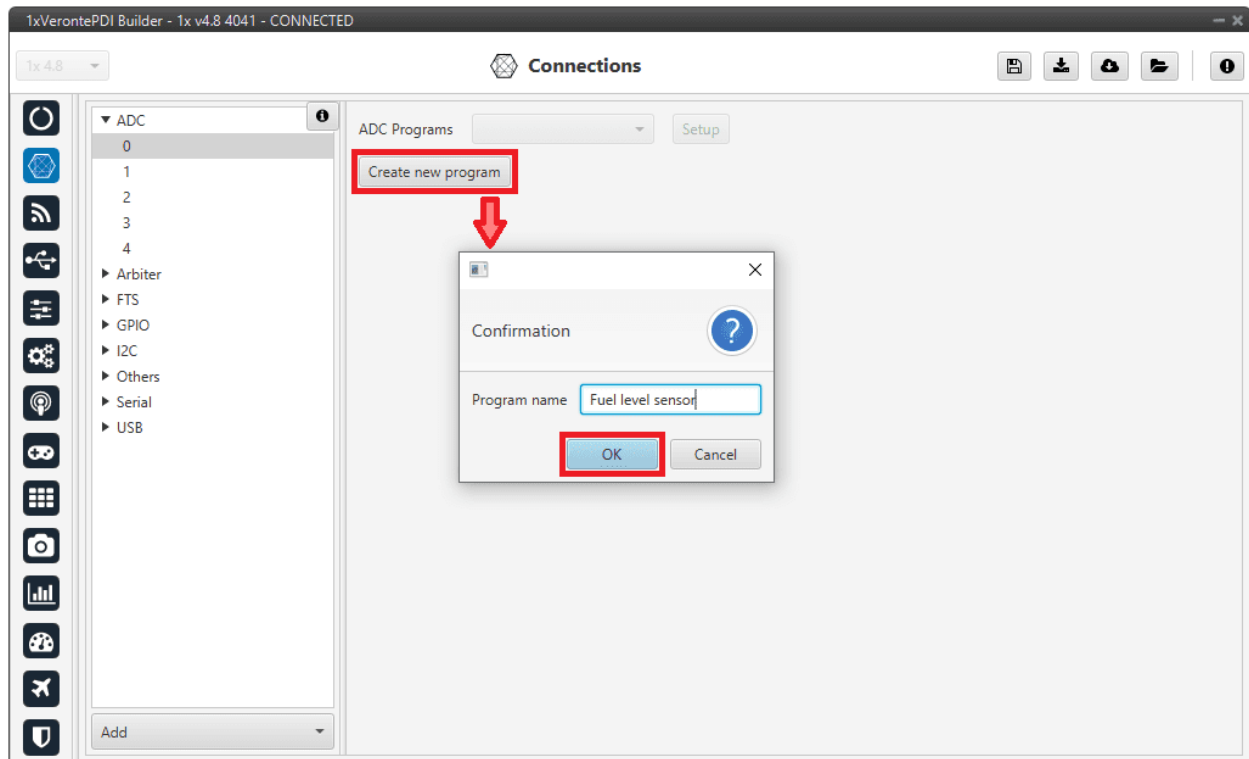 1xVerontePDI Builder - 1x v4.8 4041 - CONNECTED
1x 4.8
Connections
ADC
0
1
2
3
4
Arbiter
FTS
GPIO
I2C
Others
Serial
USB
Add
ADC Programs
Setup
Create new program
Confirmation
Program name Fuel level sensor
OK
Cancel